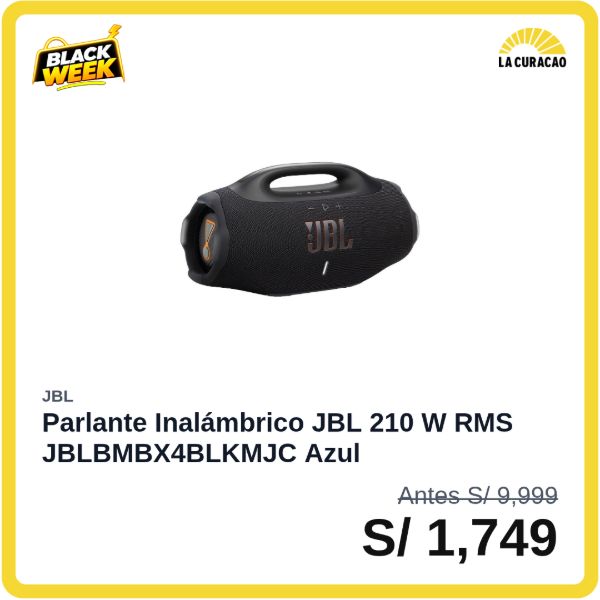 BLACK
WEEK
LA CURACAO
JBL
JBL
Parlante Inalámbrico JBL 210 W RMS
JBLBMBX4BLKMJC Azul
Antes S/ 9,999
S/ 1,749